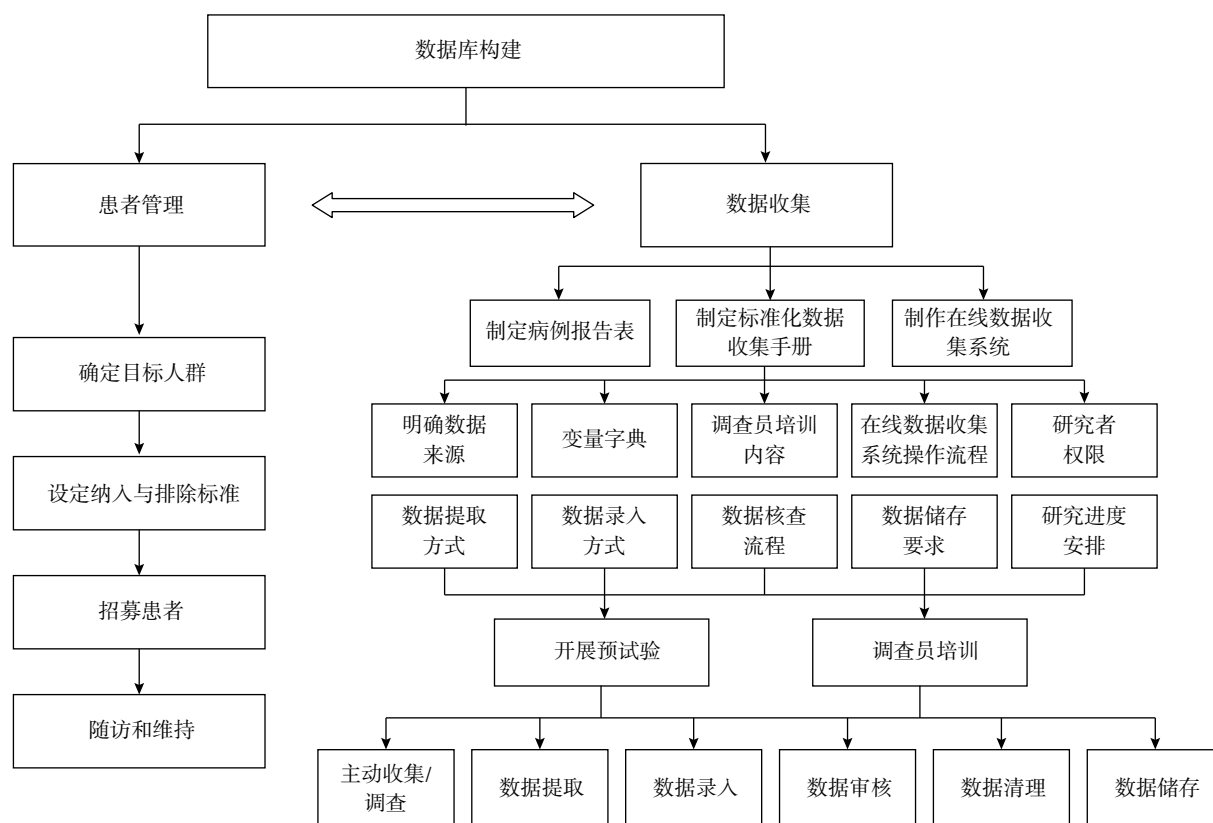 数据库构建
患者管理
数据收集
制定病例报告表
制定标准化数据
收集手册
制作在线数据收
集系统
确定目标人群
明确数据
来源
变量字典
调查员培训
内容
在线数据收集
系统操作流程
研究者
权限
设定纳入与排除标准
数据提取
方式
数据录入
方式
数据核查
流程
数据储存
要求
研究进度
安排
招募患者
开展预试验
调查员培训
随访和维持
主动收集/
调查
数据提取
数据录入
数据审核
数据清理
数据储存